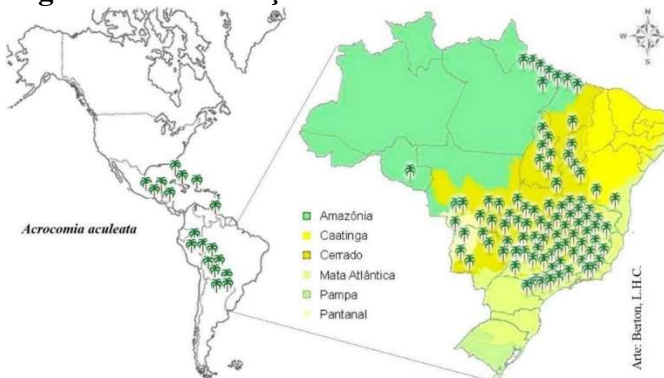 N
W
E
S
Acrocomia aculeata
Amazônia
Caatinga
Cerrado
Mata Atlântica
Pampa
Pantanal
Arte: Berton, L.H.C.